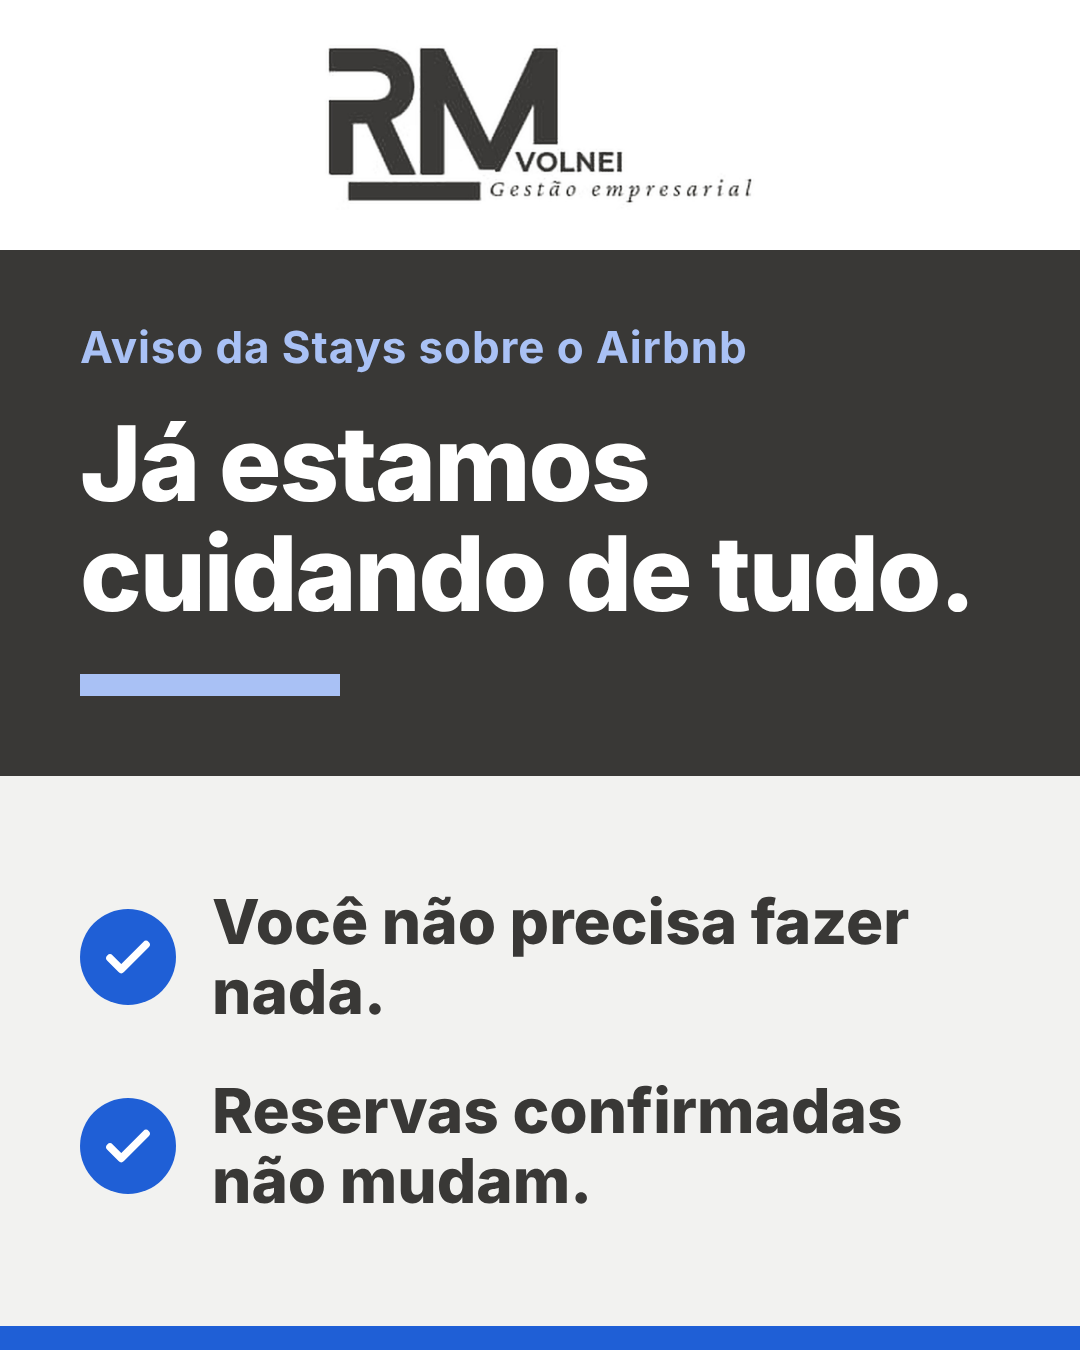 RM
VOLNEI
Gestão empresarial
Aviso da Stays sobre o Airbnb
Já estamos
cuidando de tudo.
Você não precisa fazer
nada.
Reservas confirmadas
não mudam.